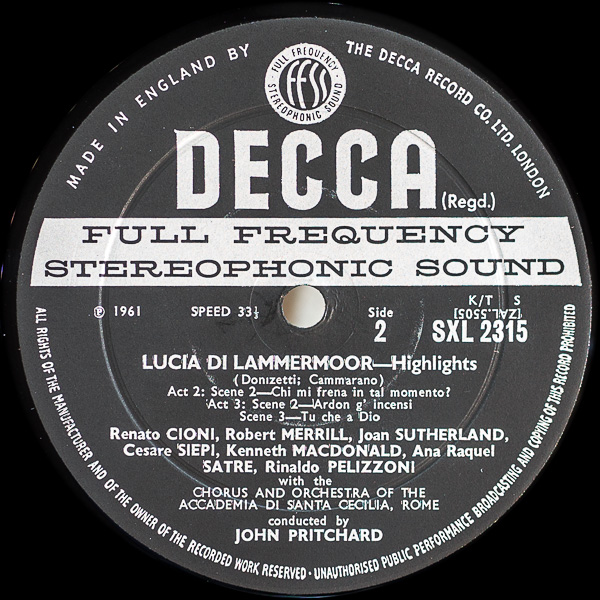 MADE IN ENGLAND BY THE DECCA RECORD CO. LTD. LONDON
FULL FREQUENCY
ffss
STEREOPHONIC SOUND
DECCA
(Regd.)
FULL FREQUENCY
STEREOPHONIC SOUND
K/T S
℗ 1961 SPEED 33⅓ Side
2
SXL 2315
LUCIA DI LAMMERMOOR—Highlights
(Donizetti; Cammarano)
Act 2: Scene 2—Chi mi frena in tal momento?
Act 3: Scene 2—Ardon g' incensi
Scene 3—Tu che a Dio
Renato CIONI, Robert MERRILL, Joan SUTHERLAND,
Cesare SIEPI, Kenneth MACDONALD, Ana Raquel
SATRE, Rinaldo PELIZZONI
with the
CHORUS AND ORCHESTRA OF THE
ACCADEMIA DI SANTA CECILIA, ROME
conducted by
JOHN PRITCHARD
ALL RIGHTS OF THE MANUFACTURER AND OF THE OWNER OF THE RECORDED WORK RESERVED · UNAUTHORISED PUBLIC PERFORMANCE BROADCASTING AND COPYING OF THIS RECORD PROHIBITED